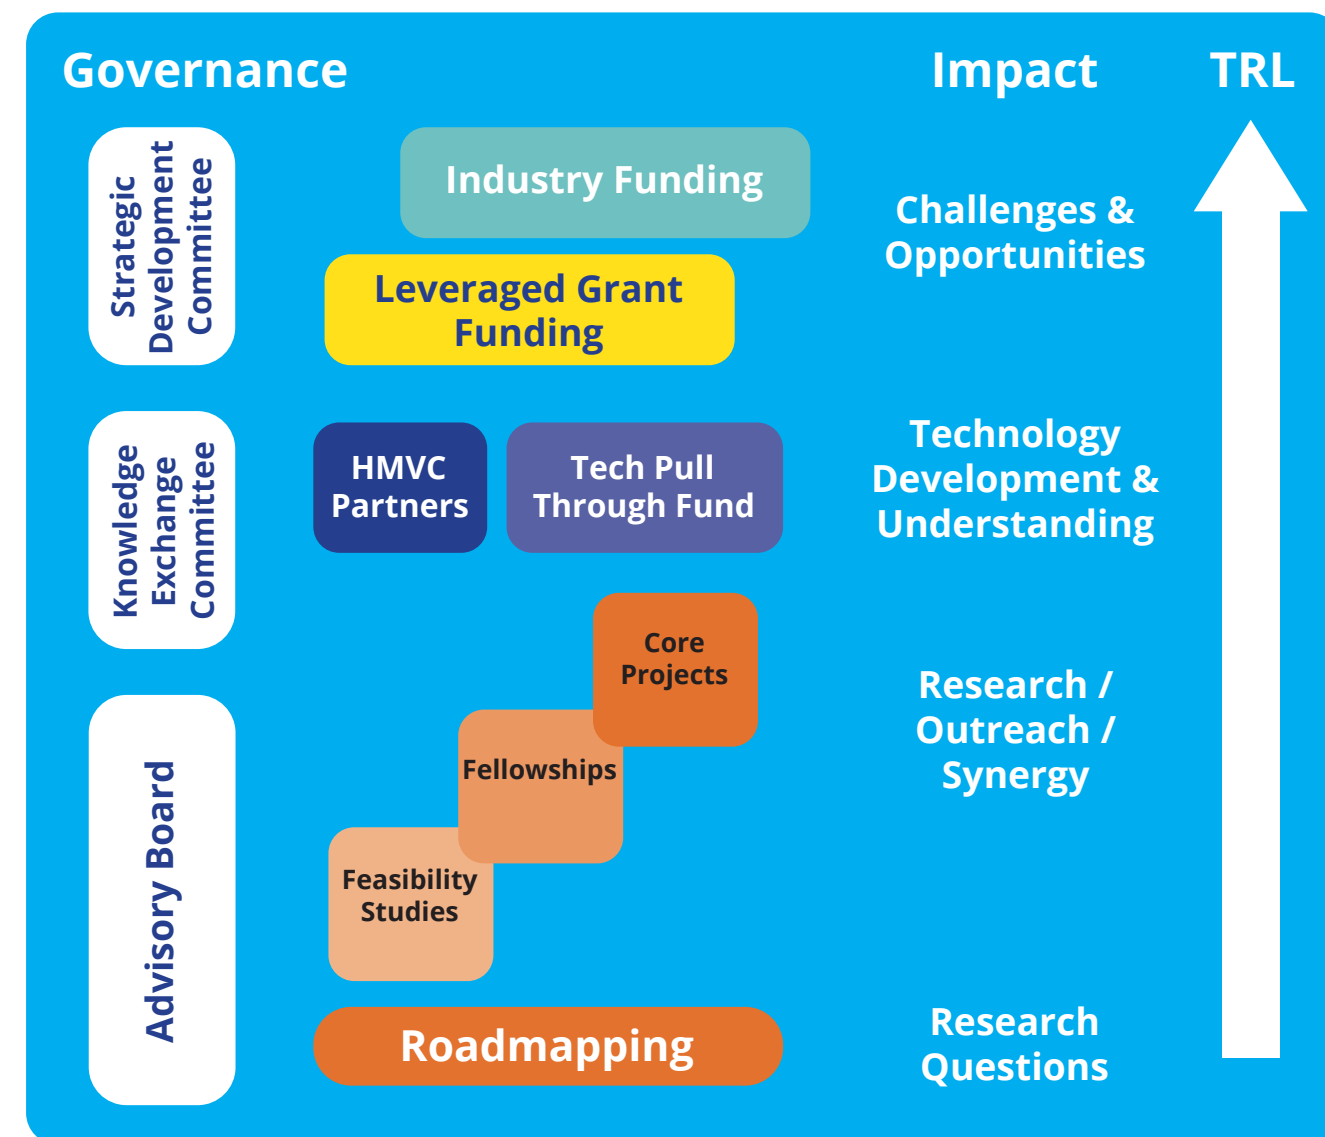 Governance
Impact
TRL
Strategic
Development
Committee
Industry Funding
Leveraged Grant
Funding
Challenges &
Opportunities
Knowledge
Exchange
Committee
HMVC
Partners
Tech Pull
Through Fund
Technology
Development &
Understanding
Advisory Board
Core
Projects
Fellowships
Feasibility
Studies
Research /
Outreach /
Synergy
Roadmapping
Research
Questions